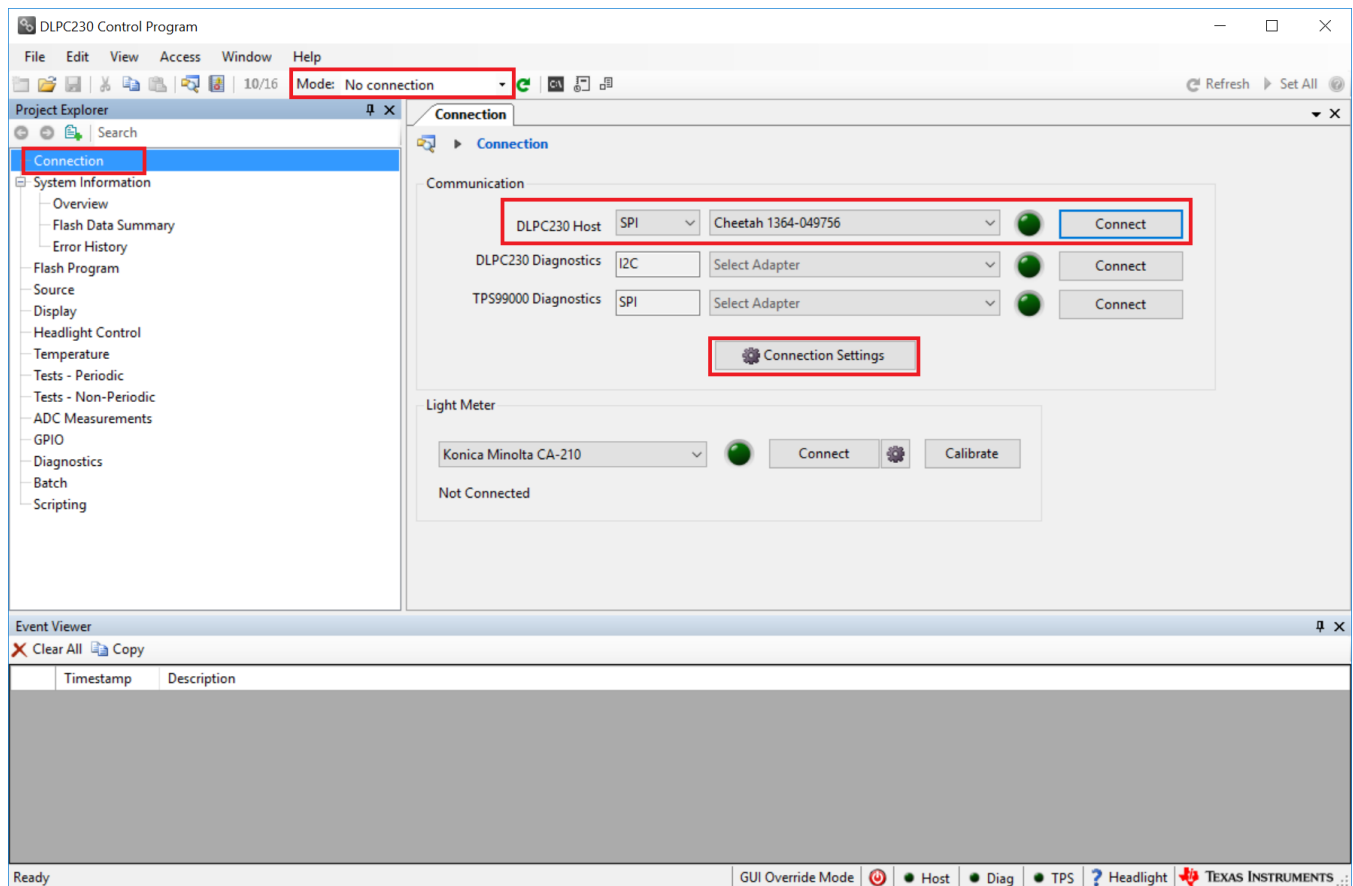 DLPC230 Control Program
File Edit View Access Window Help
10/16 Mode: No connection Refresh Set All
Project Explorer
Search
Connection
System Information
Overview
Flash Data Summary
Error History
Flash Program
Source
Display
Headlight Control
Temperature
Tests - Periodic
Tests - Non-Periodic
ADC Measurements
GPIO
Diagnostics
Batch
Scripting
Connection
Connection
Communication
DLPC230 Host SPI Cheetah 1364-049756 Connect
DLPC230 Diagnostics I2C Select Adapter Connect
TPS99000 Diagnostics SPI Select Adapter Connect
Connection Settings
Light Meter
Konica Minolta CA-210 Connect Calibrate
Not Connected
Event Viewer
Clear All Copy
Timestamp Description
Ready GUI Override Mode Host Diag TPS Headlight TEXAS INSTRUMENTS